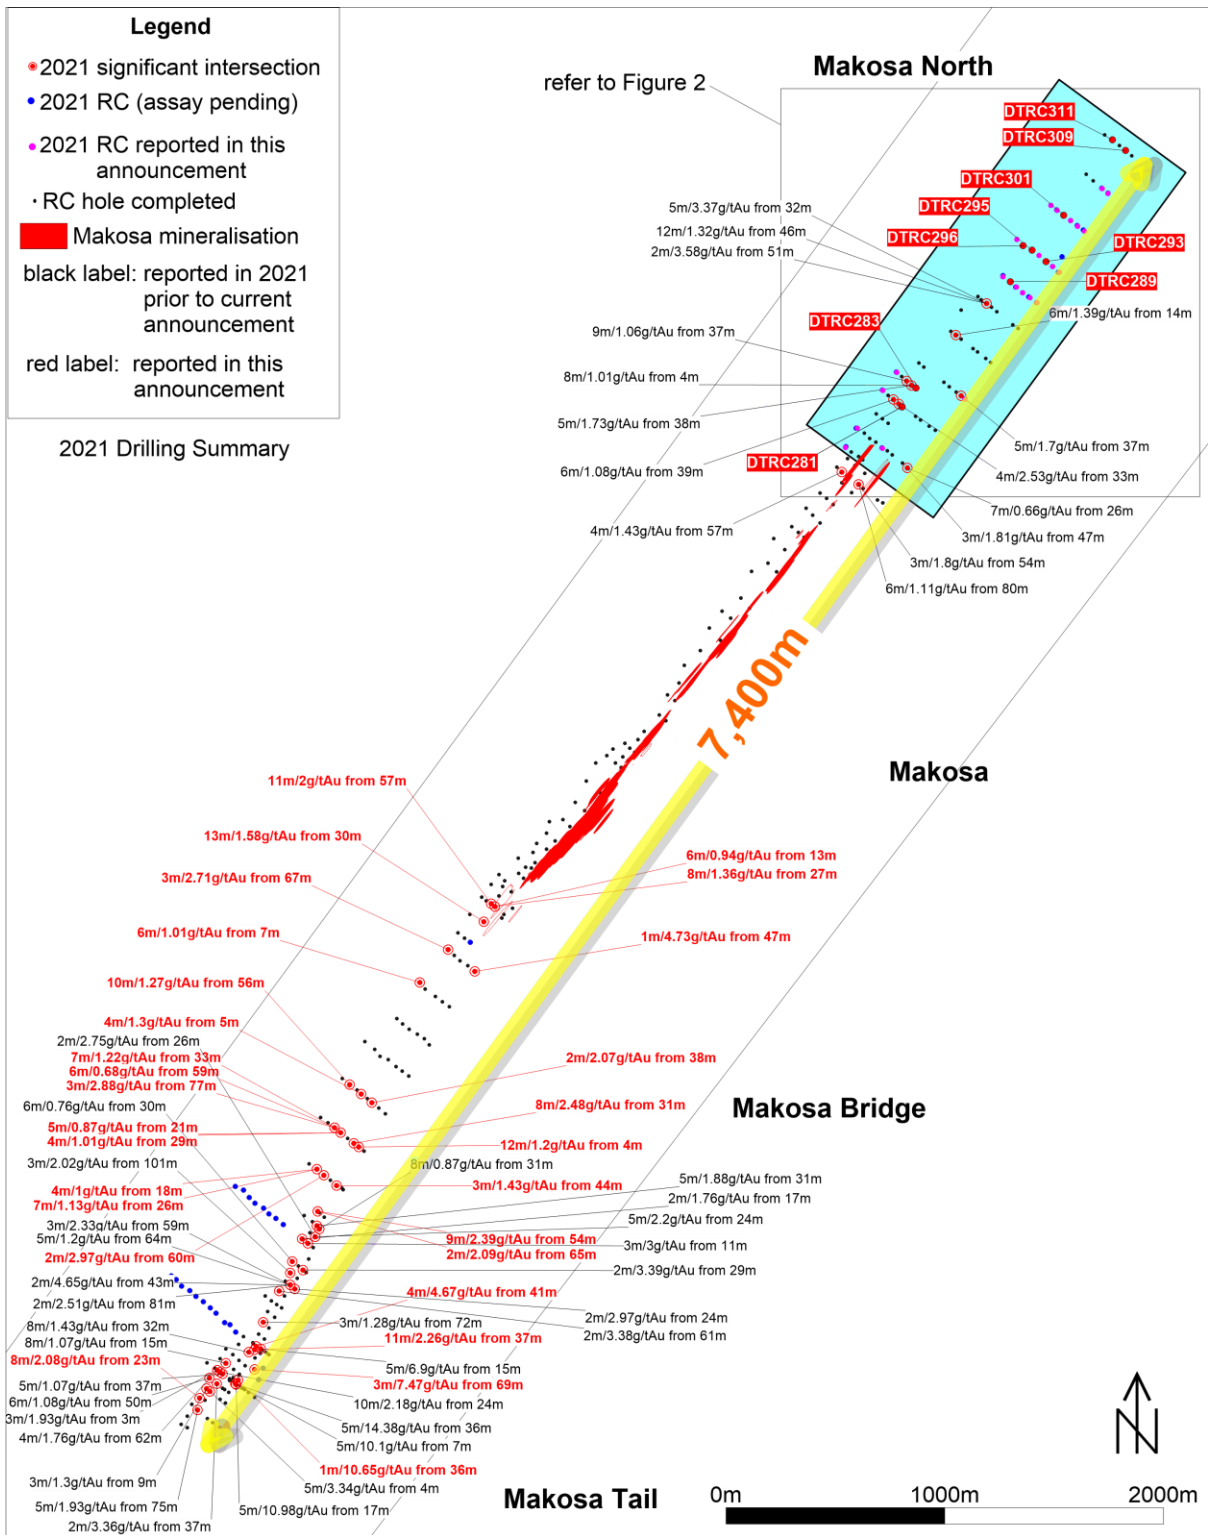 Legend
2021 significant intersection
2021 RC (assay pending)
2021 RC reported in this
announcement
RC hole completed
Makosa mineralisation
black label: reported in 2021
prior to current
announcement
red label: reported in this
announcement
2021 Drilling Summary
Makosa North
refer to Figure 2
DTRC311
DTRC309
DTRC301
DTRC295
DTRC296
DTRC293
DTRC289
DTRC283
DTRC281
5m/3.37g/tAu from 32m
12m/1.32g/tAu from 46m
2m/3.58g/tAu from 51m
6m/1.39g/tAu from 14m
9m/1.06g/tAu from 37m
8m/1.01g/tAu from 4m
5m/1.73g/tAu from 38m
6m/1.08g/tAu from 39m
4m/1.43g/tAu from 57m
5m/1.7g/tAu from 37m
4m/2.53g/tAu from 33m
7m/0.66g/tAu from 26m
3m/1.81g/tAu from 47m
3m/1.8g/tAu from 54m
6m/1.11g/tAu from 80m
7,400m
Makosa
11m/2g/tAu from 57m
13m/1.58g/tAu from 30m
3m/2.71g/tAu from 67m
6m/1.01g/tAu from 7m
10m/1.27g/tAu from 56m
4m/1.3g/tAu from 5m
2m/2.75g/tAu from 26m
7m/1.22g/tAu from 33m
6m/0.68g/tAu from 59m
3m/2.88g/tAu from 77m
6m/0.76g/tAu from 30m
5m/0.87g/tAu from 21m
4m/1.01g/tAu from 29m
3m/2.02g/tAu from 101m
4m/1g/tAu from 18m
7m/1.13g/tAu from 26m
3m/2.33g/tAu from 59m
5m/1.2g/tAu from 64m
2m/2.97g/tAu from 60m
2m/4.65g/tAu from 43m
2m/2.51g/tAu from 81m
8m/1.43g/tAu from 32m
8m/1.07g/tAu from 15m
8m/2.08g/tAu from 23m
5m/1.07g/tAu from 37m
6m/1.08g/tAu from 50m
3m/1.93g/tAu from 3m
4m/1.76g/tAu from 62m
3m/1.3g/tAu from 9m
5m/1.93g/tAu from 75m
2m/3.36g/tAu from 37m
6m/0.94g/tAu from 13m
8m/1.36g/tAu from 27m
1m/4.73g/tAu from 47m
2m/2.07g/tAu from 38m
Makosa Bridge
8m/2.48g/tAu from 31m
12m/1.2g/tAu from 4m
8m/0.87g/tAu from 31m
3m/1.43g/tAu from 44m
5m/1.88g/tAu from 31m
2m/1.76g/tAu from 17m
5m/2.2g/tAu from 24m
9m/2.39g/tAu from 54m
3m/3g/tAu from 11m
2m/2.09g/tAu from 65m
2m/3.39g/tAu from 29m
4m/4.67g/tAu from 41m
2m/2.97g/tAu from 24m
3m/1.28g/tAu from 72m
2m/3.38g/tAu from 61m
11m/2.26g/tAu from 37m
5m/6.9g/tAu from 15m
3m/7.47g/tAu from 69m
10m/2.18g/tAu from 24m
5m/14.38g/tAu from 36m
5m/10.1g/tAu from 7m
1m/10.65g/tAu from 36m
5m/3.34g/tAu from 4m
5m/10.98g/tAu from 17m
Makosa Tail
N
0m
1000m
2000m